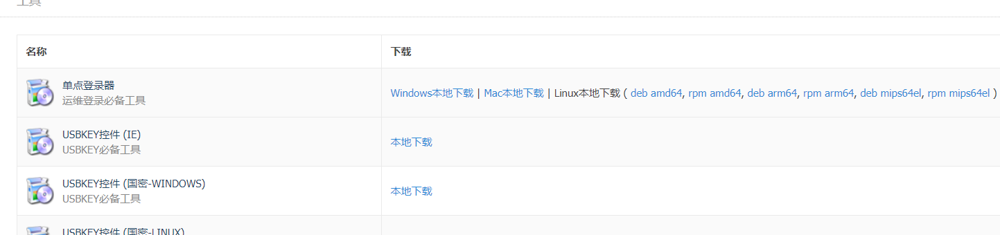 工具
名称
下载
单点登录器
运维登录必备工具
Windows本地下载 | Mac本地下载 | Linux本地下载 ( deb amd64, rpm amd64, deb arm64, rpm arm64, deb mips64el, rpm mips64el )
USBKEY控件 (IE)
USBKEY必备工具
本地下载
USBKEY控件 (国密-WINDOWS)
USBKEY必备工具
本地下载
USBKEY控件 (国密-LINUX)